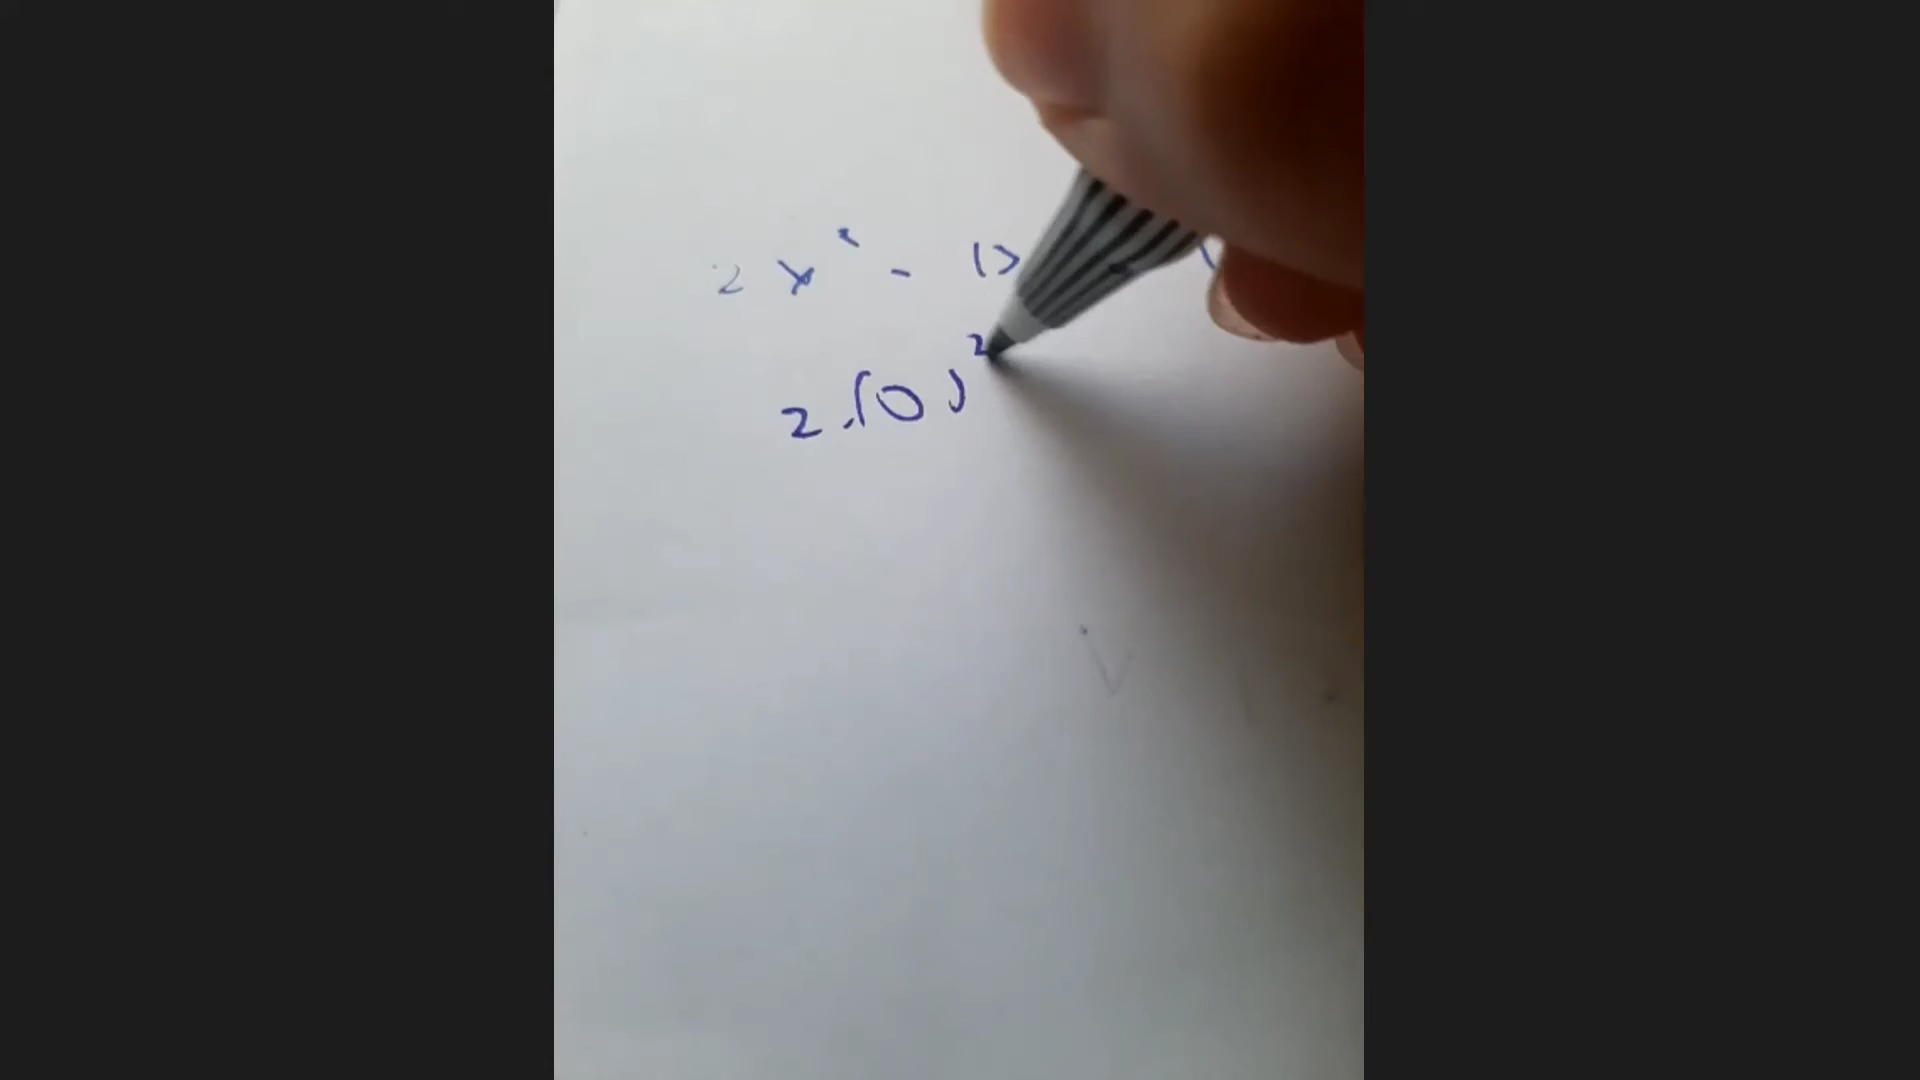 2x² - 1
2.(0)²